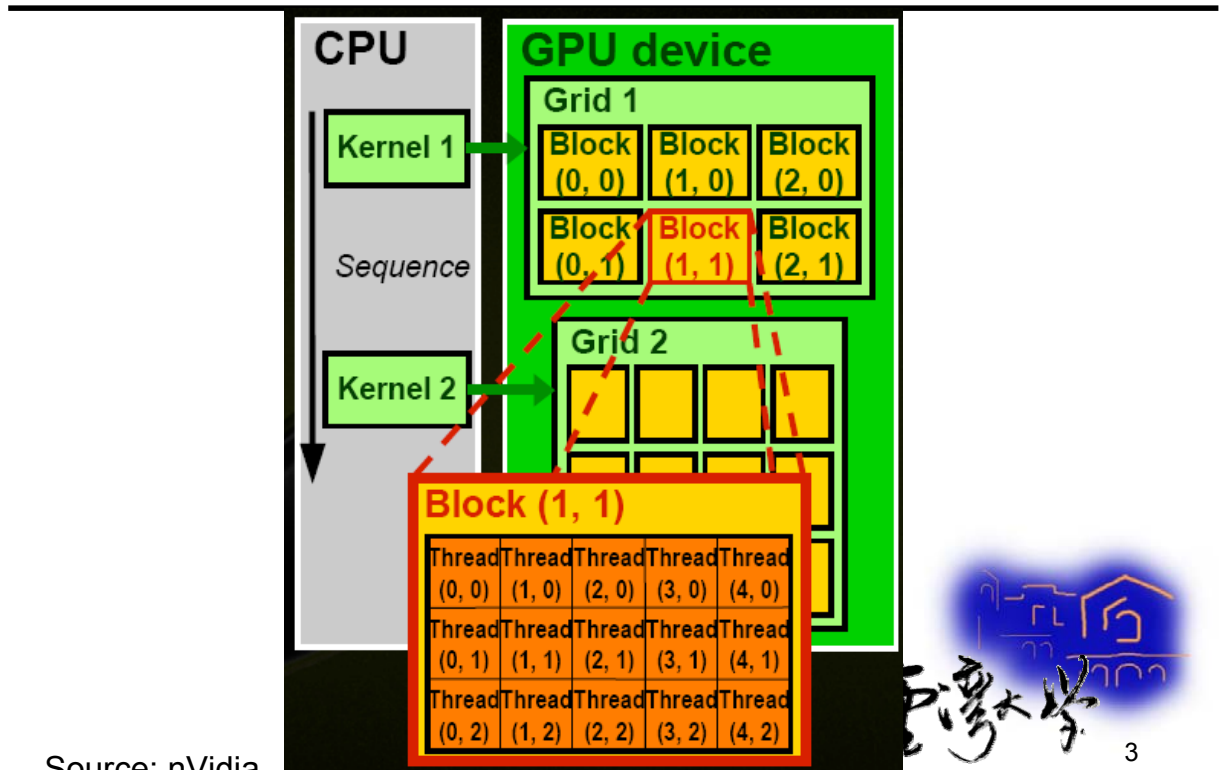 CPU
GPU device
Grid 1
Kernel 1
Block Block Block
(0, 0) (1, 0) (2, 0)
Block Block Block
(0, 1) (1, 1) (2, 1)
Sequence
Grid 2
Kernel 2
Block (1, 1)
Thread Thread Thread Thread Thread
(0, 0) (1, 0) (2, 0) (3, 0) (4, 0)
Thread Thread Thread Thread Thread
(0, 1) (1, 1) (2, 1) (3, 1) (4, 1)
Thread Thread Thread Thread Thread
(0, 2) (1, 2) (2, 2) (3, 2) (4, 2)
Source: nVidia
臺灣大學
3